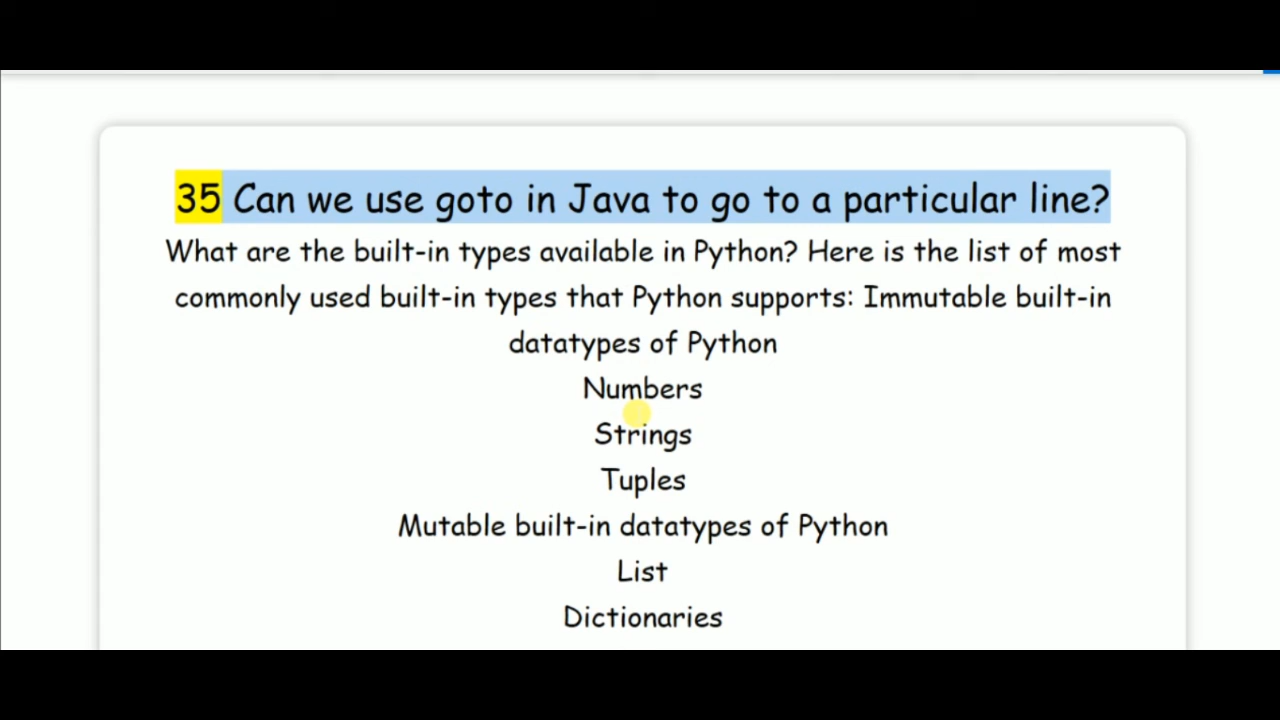 35 Can we use goto in Java to go to a particular line?
What are the built-in types available in Python? Here is the list of most
commonly used built-in types that Python supports: Immutable built-in
datatypes of Python
Numbers
Strings
Tuples
Mutable built-in datatypes of Python
List
Dictionaries